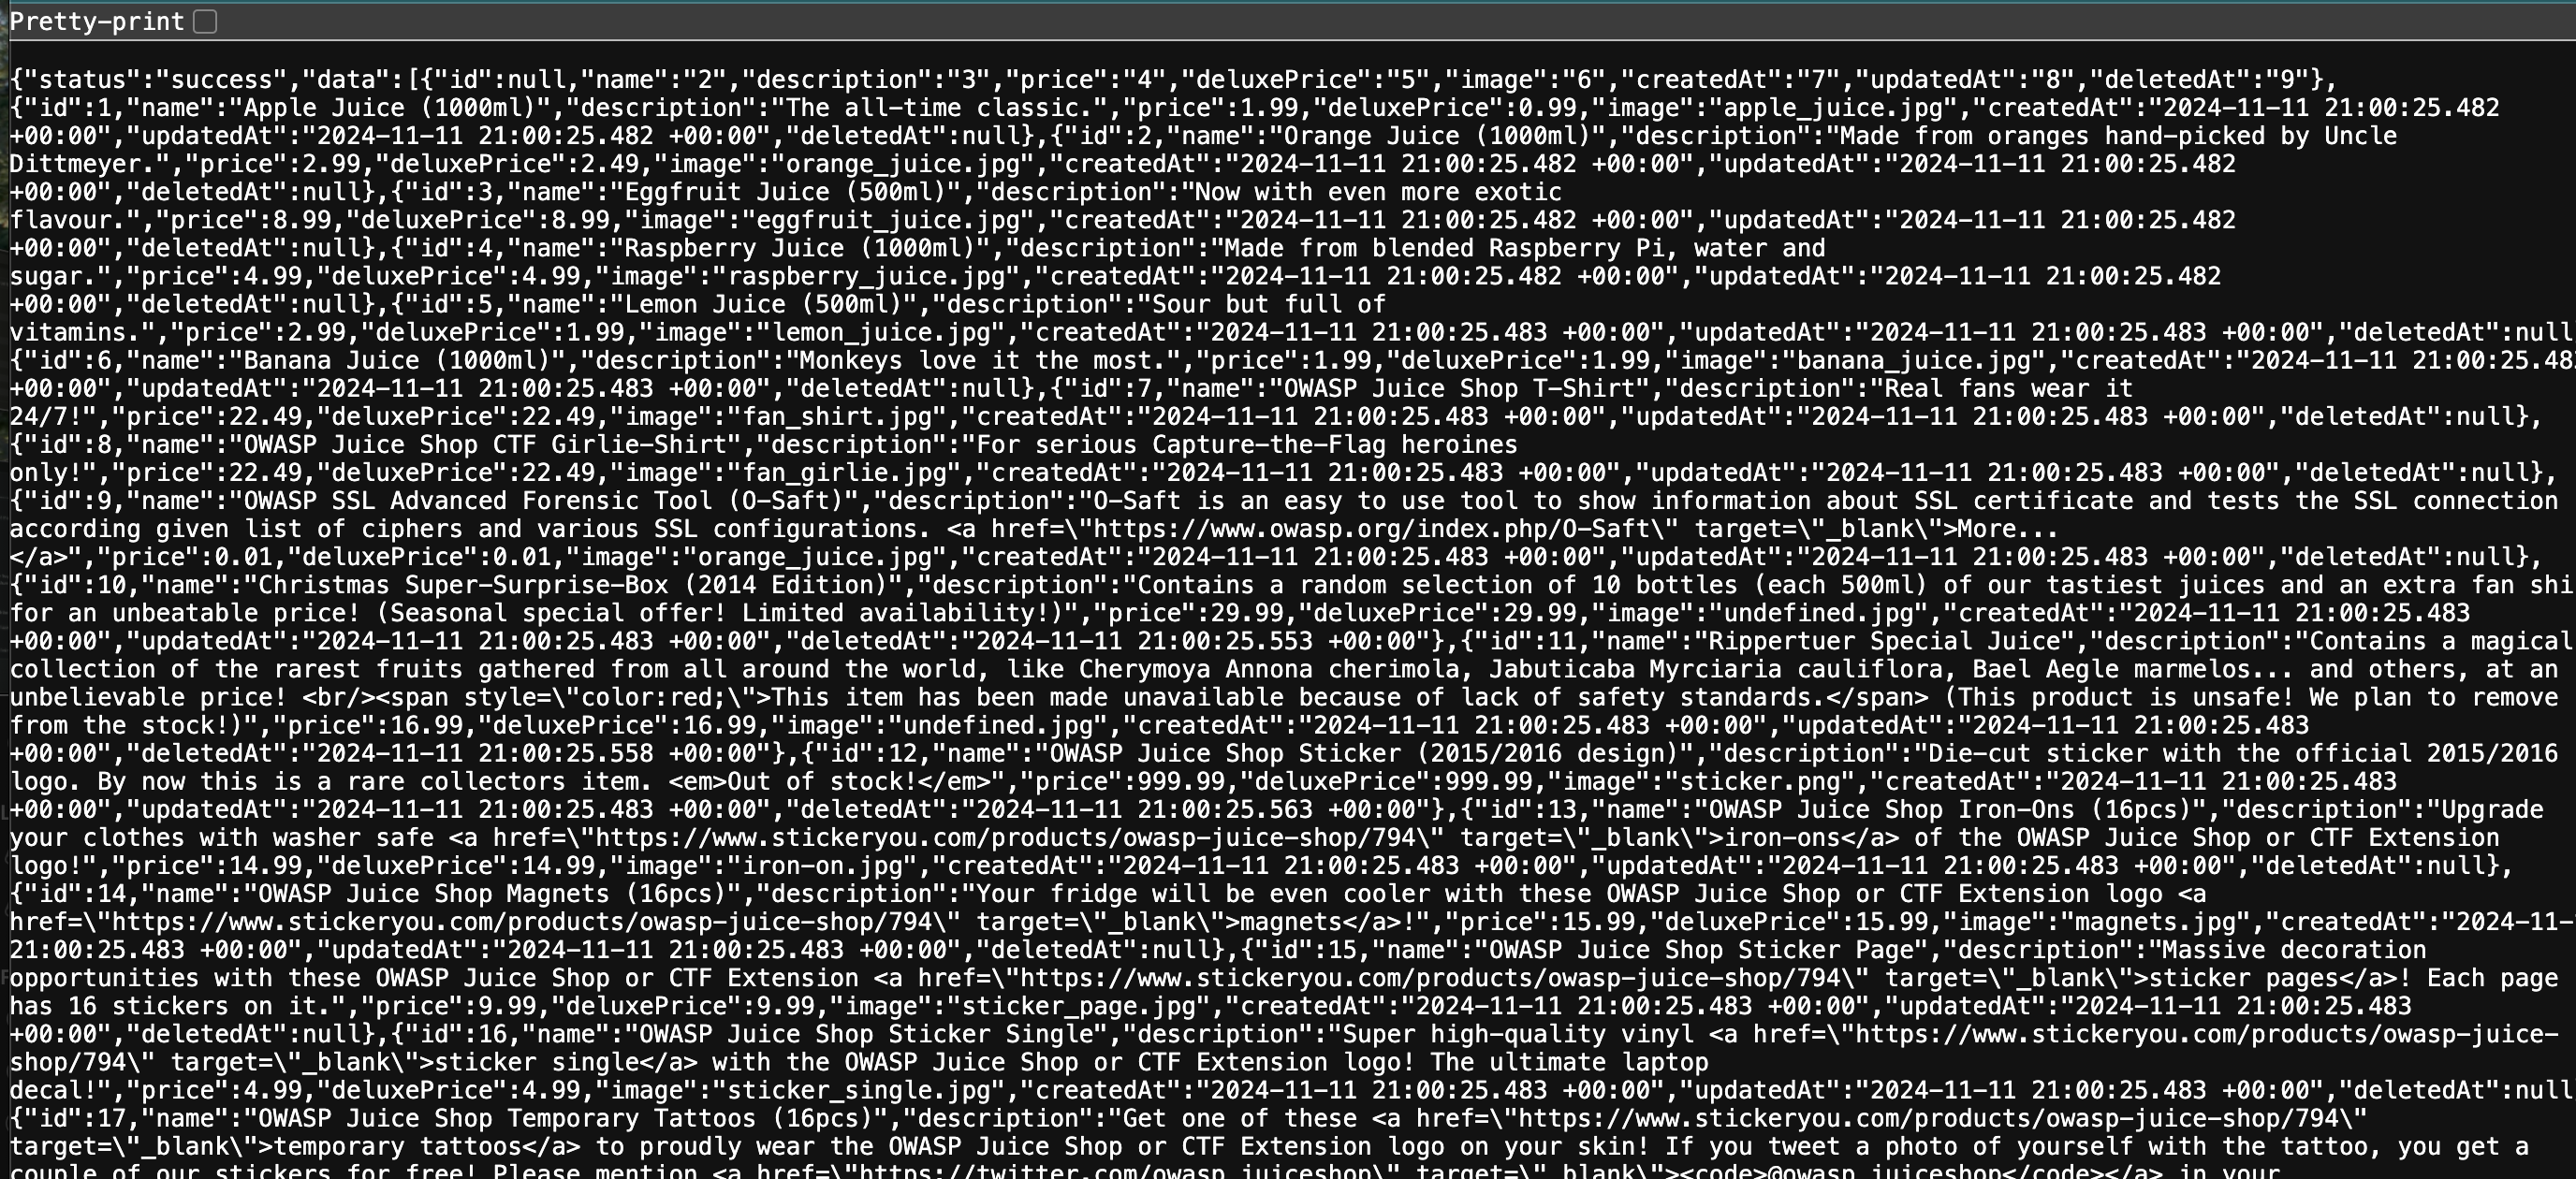 Pretty-print
{"status":"success","data":[{"id":null,"name":"2","description":"3","price":"4","deluxePrice":"5","image":"6","createdAt":"7","updatedAt":"8","deletedAt":"9"},
{"id":1,"name":"Apple Juice (1000ml)","description":"The all-time classic.","price":1.99,"deluxePrice":0.99,"image":"apple_juice.jpg","createdAt":"2024-11-11 21:00:25.482
+00:00","updatedAt":"2024-11-11 21:00:25.482 +00:00","deletedAt":null},{"id":2,"name":"Orange Juice (1000ml)","description":"Made from oranges hand-picked by Uncle
Dittmeyer.","price":2.99,"deluxePrice":2.49,"image":"orange_juice.jpg","createdAt":"2024-11-11 21:00:25.482 +00:00","updatedAt":"2024-11-11 21:00:25.482
+00:00","deletedAt":null},{"id":3,"name":"Eggfruit Juice (500ml)","description":"Now with even more exotic
flavour.","price":8.99,"deluxePrice":8.99,"image":"eggfruit_juice.jpg","createdAt":"2024-11-11 21:00:25.482 +00:00","updatedAt":"2024-11-11 21:00:25.482
+00:00","deletedAt":null},{"id":4,"name":"Raspberry Juice (1000ml)","description":"Made from blended Raspberry Pi, water and
sugar.","price":4.99,"deluxePrice":4.99,"image":"raspberry_juice.jpg","createdAt":"2024-11-11 21:00:25.482 +00:00","updatedAt":"2024-11-11 21:00:25.482
+00:00","deletedAt":null},{"id":5,"name":"Lemon Juice (500ml)","description":"Sour but full of
vitamins.","price":2.99,"deluxePrice":1.99,"image":"lemon_juice.jpg","createdAt":"2024-11-11 21:00:25.483 +00:00","updatedAt":"2024-11-11 21:00:25.483 +00:00","deletedAt":null
{"id":6,"name":"Banana Juice (1000ml)","description":"Monkeys love it the most.","price":1.99,"deluxePrice":1.99,"image":"banana_juice.jpg","createdAt":"2024-11-11 21:00:25.48
+00:00","updatedAt":"2024-11-11 21:00:25.483 +00:00","deletedAt":null},{"id":7,"name":"OWASP Juice Shop T-Shirt","description":"Real fans wear it
24/7!","price":22.49,"deluxePrice":22.49,"image":"fan_shirt.jpg","createdAt":"2024-11-11 21:00:25.483 +00:00","updatedAt":"2024-11-11 21:00:25.483 +00:00","deletedAt":null},
{"id":8,"name":"OWASP Juice Shop CTF Girlie-Shirt","description":"For serious Capture-the-Flag heroines
only!","price":22.49,"deluxePrice":22.49,"image":"fan_girlie.jpg","createdAt":"2024-11-11 21:00:25.483 +00:00","updatedAt":"2024-11-11 21:00:25.483 +00:00","deletedAt":null},
{"id":9,"name":"OWASP SSL Advanced Forensic Tool (O-Saft)","description":"O-Saft is an easy to use tool to show information about SSL certificate and tests the SSL connection
according given list of ciphers and various SSL configurations. <a href=\"https://www.owasp.org/index.php/O-Saft\" target=\"_blank\">More...
</a>","price":0.01,"deluxePrice":0.01,"image":"orange_juice.jpg","createdAt":"2024-11-11 21:00:25.483 +00:00","updatedAt":"2024-11-11 21:00:25.483 +00:00","deletedAt":null},
{"id":10,"name":"Christmas Super-Surprise-Box (2014 Edition)","description":"Contains a random selection of 10 bottles (each 500ml) of our tastiest juices and an extra fan shi
for an unbeatable price! (Seasonal special offer! Limited availability!)","price":29.99,"deluxePrice":29.99,"image":"undefined.jpg","createdAt":"2024-11-11 21:00:25.483
+00:00","updatedAt":"2024-11-11 21:00:25.483 +00:00","deletedAt":"2024-11-11 21:00:25.553 +00:00"},{"id":11,"name":"Rippertuer Special Juice","description":"Contains a magical
collection of the rarest fruits gathered from all around the world, like Cherymoya Annona cherimola, Jabuticaba Myrciaria cauliflora, Bael Aegle marmelos... and others, at an
unbelievable price! <br/><span style=\"color:red;\">This item has been made unavailable because of lack of safety standards.</span> (This product is unsafe! We plan to remove
from the stock!)","price":16.99,"deluxePrice":16.99,"image":"undefined.jpg","createdAt":"2024-11-11 21:00:25.483 +00:00","updatedAt":"2024-11-11 21:00:25.483
+00:00","deletedAt":"2024-11-11 21:00:25.558 +00:00"},{"id":12,"name":"OWASP Juice Shop Sticker (2015/2016 design)","description":"Die-cut sticker with the official 2015/2016
logo. By now this is a rare collectors item. <em>Out of stock!</em>","price":999.99,"deluxePrice":999.99,"image":"sticker.png","createdAt":"2024-11-11 21:00:25.483
+00:00","updatedAt":"2024-11-11 21:00:25.483 +00:00","deletedAt":"2024-11-11 21:00:25.563 +00:00"},{"id":13,"name":"OWASP Juice Shop Iron-Ons (16pcs)","description":"Upgrade
your clothes with washer safe <a href=\"https://www.stickeryou.com/products/owasp-juice-shop/794\" target=\"_blank\">iron-ons</a> of the OWASP Juice Shop or CTF Extension
logo!","price":14.99,"deluxePrice":14.99,"image":"iron-on.jpg","createdAt":"2024-11-11 21:00:25.483 +00:00","updatedAt":"2024-11-11 21:00:25.483 +00:00","deletedAt":null},
{"id":14,"name":"OWASP Juice Shop Magnets (16pcs)","description":"Your fridge will be even cooler with these OWASP Juice Shop or CTF Extension logo <a
href=\"https://www.stickeryou.com/products/owasp-juice-shop/794\" target=\"_blank\">magnets</a>!","price":15.99,"deluxePrice":15.99,"image":"magnets.jpg","createdAt":"2024-11-
21:00:25.483 +00:00","updatedAt":"2024-11-11 21:00:25.483 +00:00","deletedAt":null},{"id":15,"name":"OWASP Juice Shop Sticker Page","description":"Massive decoration
opportunities with these OWASP Juice Shop or CTF Extension <a href=\"https://www.stickeryou.com/products/owasp-juice-shop/794\" target=\"_blank\">sticker pages</a>! Each page
has 16 stickers on it.","price":9.99,"deluxePrice":9.99,"image":"sticker_page.jpg","createdAt":"2024-11-11 21:00:25.483 +00:00","updatedAt":"2024-11-11 21:00:25.483
+00:00","deletedAt":null},{"id":16,"name":"OWASP Juice Shop Sticker Single","description":"Super high-quality vinyl <a href=\"https://www.stickeryou.com/products/owasp-juice-
shop/794\" target=\"_blank\">sticker single</a> with the OWASP Juice Shop or CTF Extension logo! The ultimate laptop
decal!","price":4.99,"deluxePrice":4.99,"image":"sticker_single.jpg","createdAt":"2024-11-11 21:00:25.483 +00:00","updatedAt":"2024-11-11 21:00:25.483 +00:00","deletedAt":null
{"id":17,"name":"OWASP Juice Shop Temporary Tattoos (16pcs)","description":"Get one of these <a href=\"https://www.stickeryou.com/products/owasp-juice-shop/794\"
target=\"_blank\">temporary tattoos</a> to proudly wear the OWASP Juice Shop or CTF Extension logo on your skin! If you tweet a photo of yourself with the tattoo, you get a
couple of our stickers for free! Please mention <a href=\"https://twitter.com/owasp_juiceshop\" target=\"_blank\"><code>@owasp_juiceshop</code></a> in your